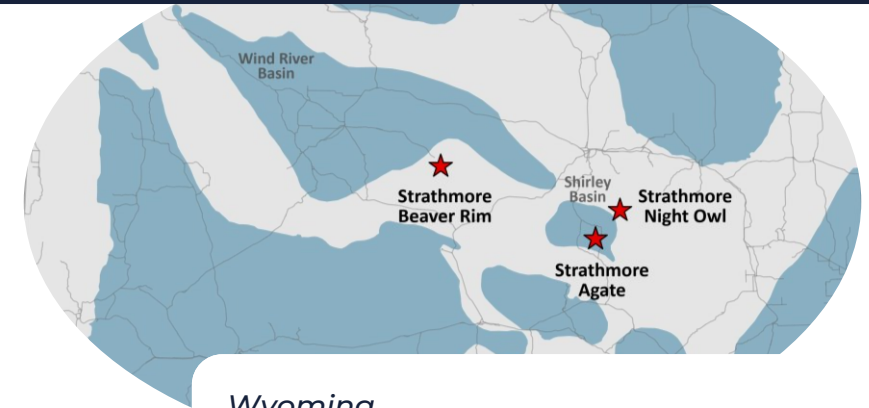 Wind River
Basin
Strathmore
Beaver Rim
Shirley
Basin
Strathmore
Night Owl
Strathmore
Agate
Wyoming